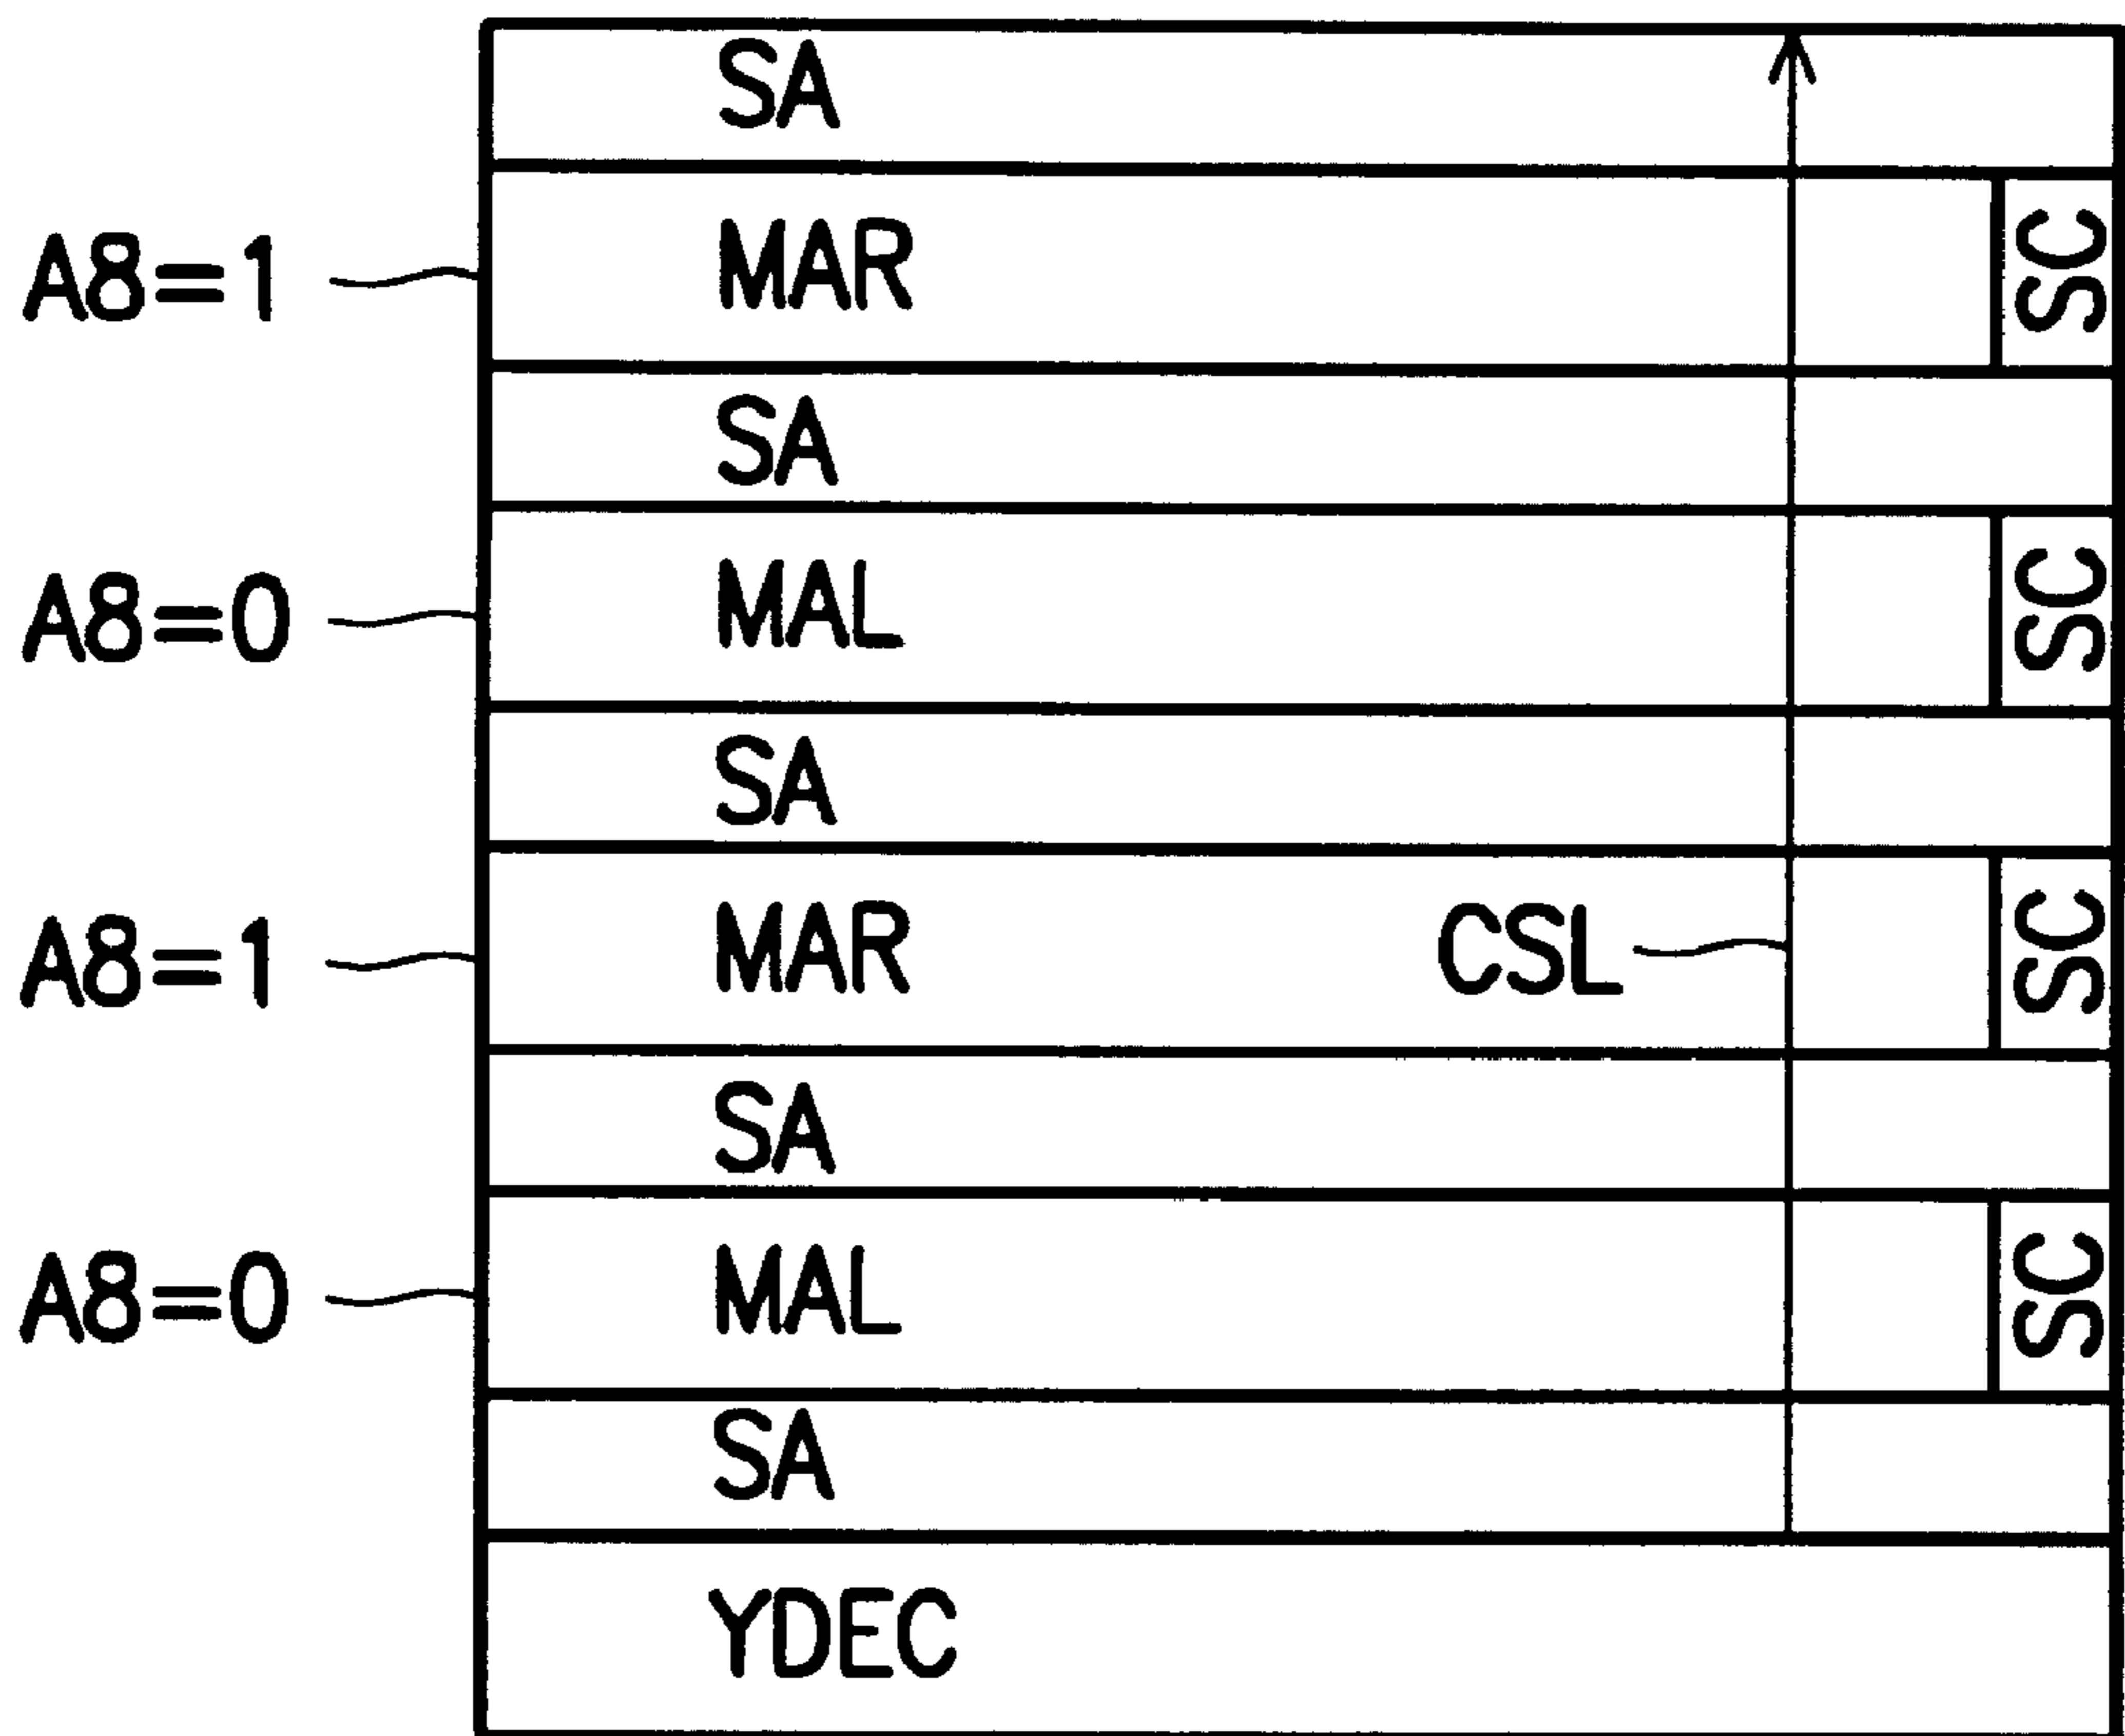 SA
A8=1 MAR SC
SA
A8=0 MAL SC
SA
A8=1 MAR CSL SC
SA
A8=0 MAL SC
SA
YDEC